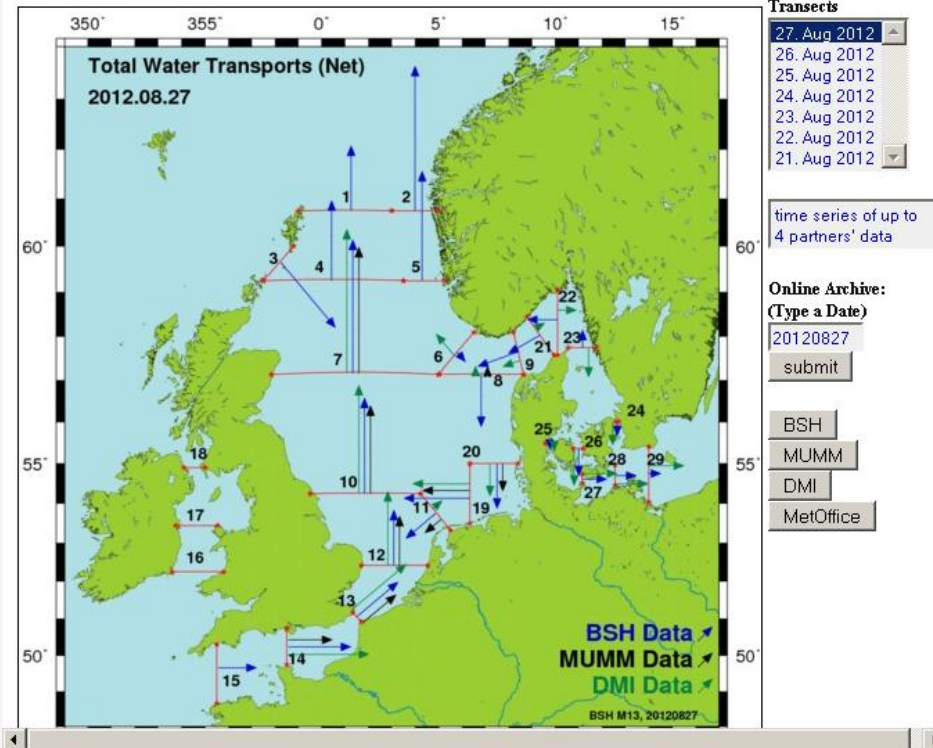 Transects
350˚ 355˚ 0˚ 5˚ 10˚ 15˚
27. Aug 2012
26. Aug 2012
25. Aug 2012
24. Aug 2012
23. Aug 2012
22. Aug 2012
21. Aug 2012
Total Water Transports (Net)
2012.08.27
1 2
time series of up to
4 partners' data
60˚ 60˚
3 4 5
Online Archive:
(Type a Date)
20120827
submit
22
23
21
6
7
8
9
BSH
MUMM
DMI
MetOffice
24
25 26
28 29
27
20
55˚ 55˚
18
10
11
19
17
16
12
13
14
15
50˚ 50˚
BSH Data
MUMM Data
DMI Data
BSH M13, 20120827